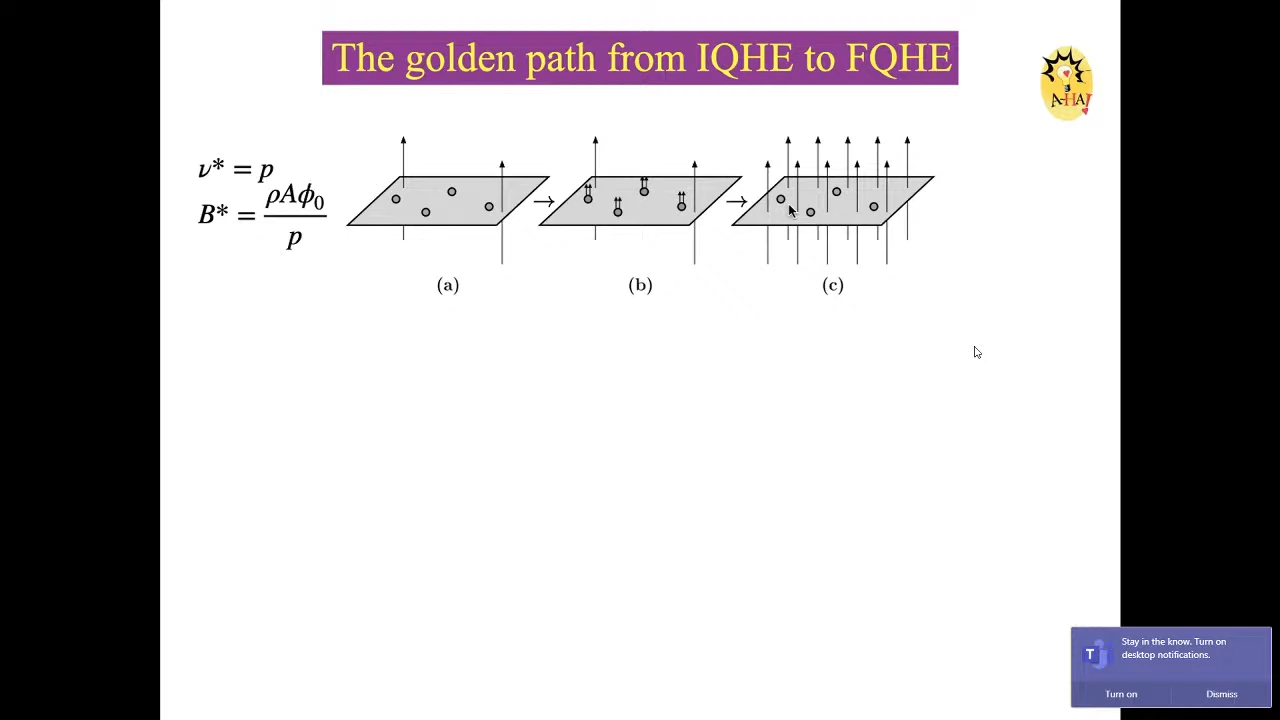 The golden path from IQHE to FQHE
A-HA!
ν* = p
B* = ρAϕ₀ / p
(a)
(b)
(c)
T
Stay in the know. Turn on
desktop notifications.
Turn on
Dismiss